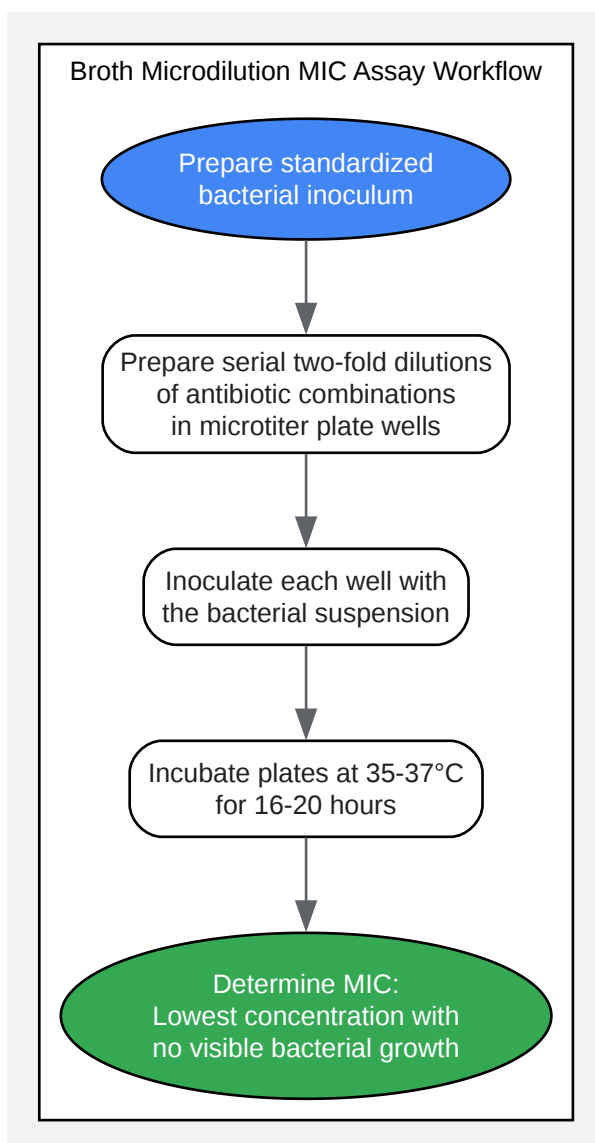 Broth Microdilution MIC Assay Workflow
Prepare standardized
bacterial inoculum
Prepare serial two-fold dilutions
of antibiotic combinations
in microtiter plate wells
Inoculate each well with
the bacterial suspension
Incubate plates at 35-37°C
for 16-20 hours
Determine MIC:
Lowest concentration with
no visible bacterial growth